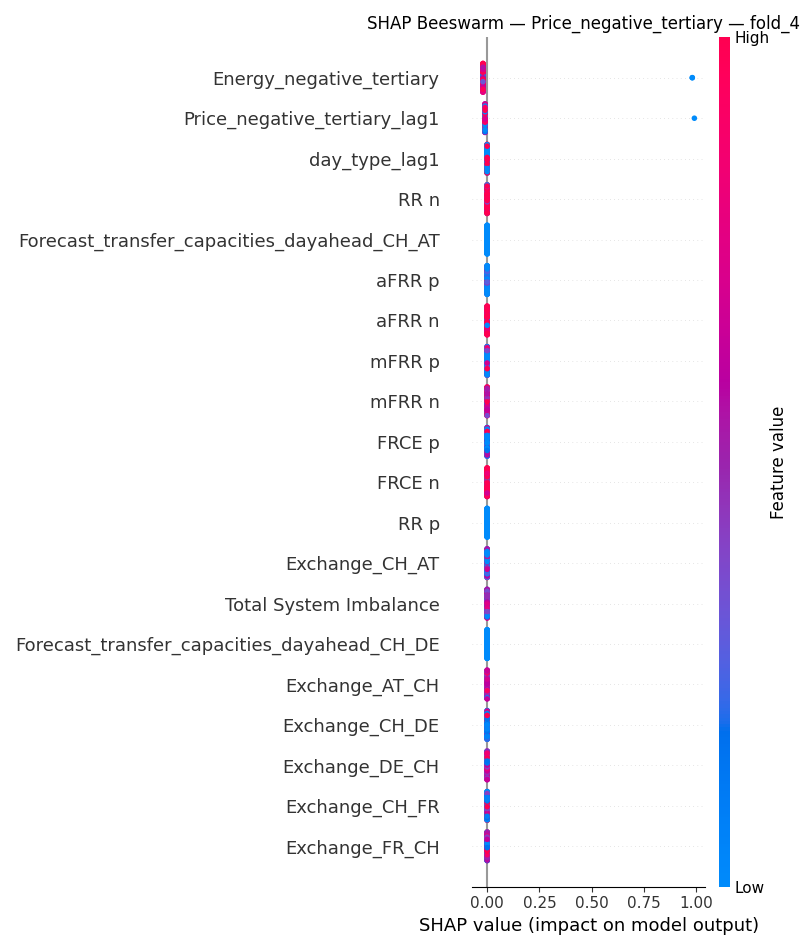 SHAP Beeswarm — Price_negative_tertiary — fold_4
High
Energy_negative_tertiary
Price_negative_tertiary_lag1
day_type_lag1
RR n
Forecast_transfer_capacities_dayahead_CH_AT
aFRR p
aFRR n
mFRR p
mFRR n
FRCE p
FRCE n
RR p
Exchange_CH_AT
Total System Imbalance
Forecast_transfer_capacities_dayahead_CH_DE
Exchange_AT_CH
Exchange_CH_DE
Exchange_DE_CH
Exchange_CH_FR
Exchange_FR_CH
Feature value
Low
0.00 0.25 0.50 0.75 1.00
SHAP value (impact on model output)